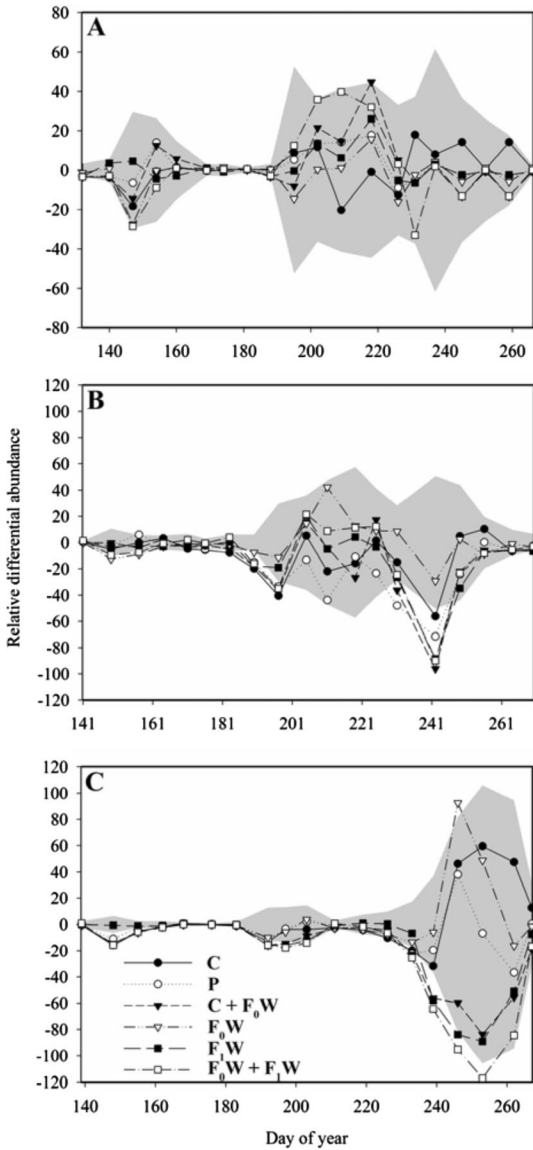 A
80
60
40
20
0
-20
-40
-60
-80
140 160 180 200 220 240 260
B
120
100
80
60
40
20
0
-20
-40
-60
-80
-100
-120
141 161 181 201 221 241 261
Relative differential abundance
C
120
100
80
60
40
20
0
-20
-40
-60
-80
-100
-120
C
P
C + F₀W
F₀W
F₁W
F₀W + F₁W
140 160 180 200 220 240 260
Day of year